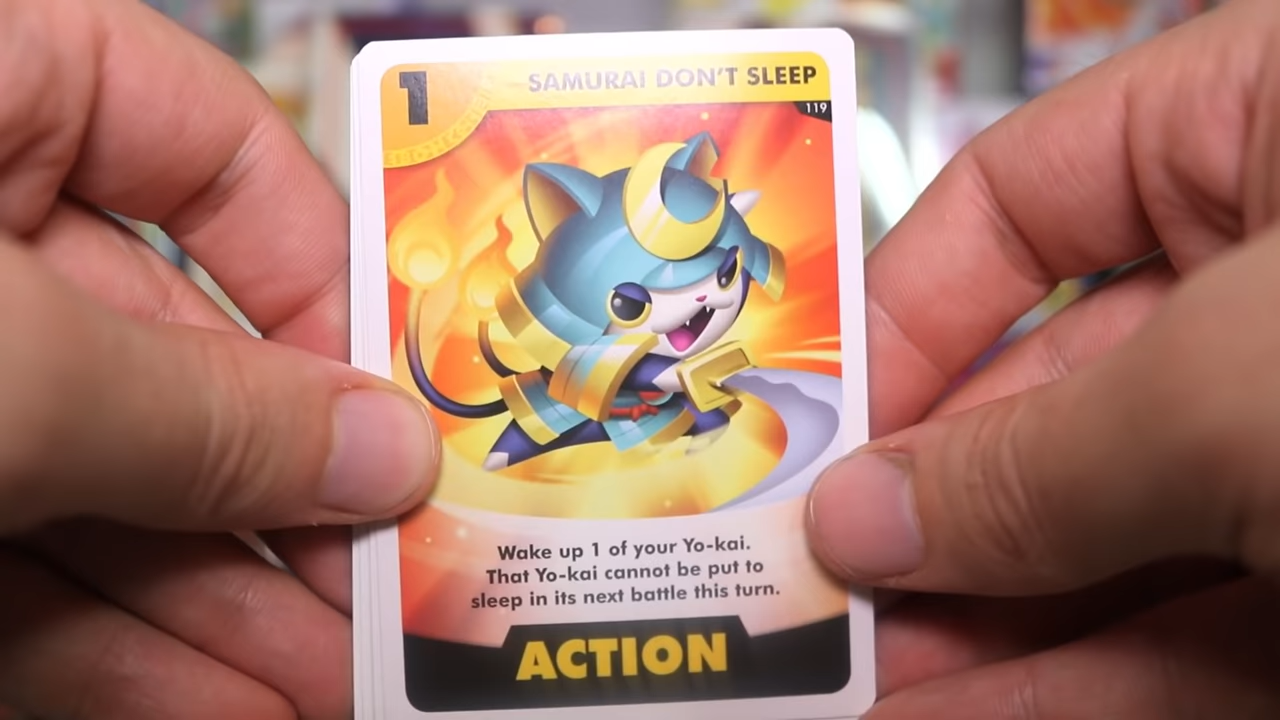 1
SAMURAI DON'T SLEEP
119
Wake up 1 of your Yo-kai.
That Yo-kai cannot be put to
sleep in its next battle this turn.
ACTION